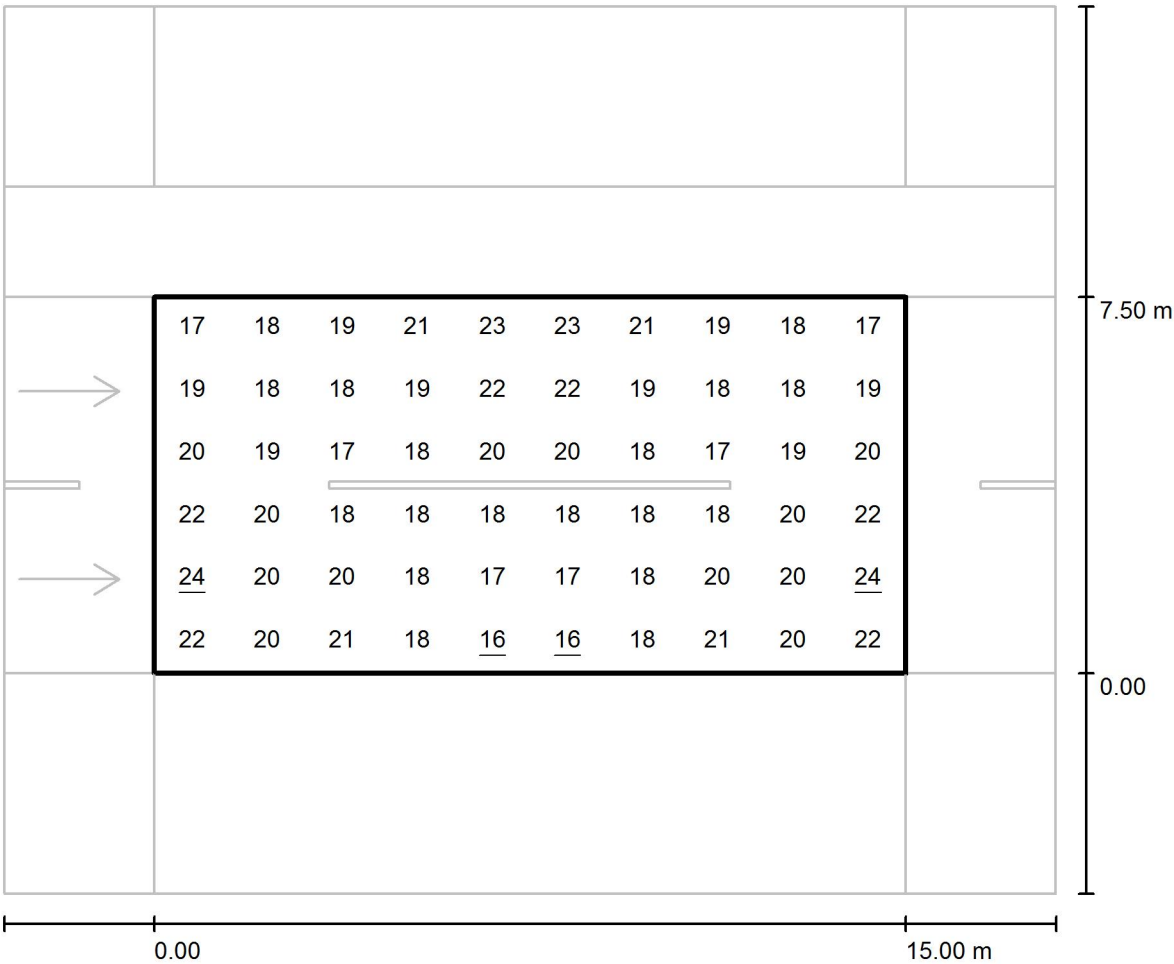 17 18 19 21 23 23 21 19 18 17
7.50 m
19 18 18 19 22 22 19 18 18 19
20 19 17 18 20 20 18 17 19 20
22 20 18 18 18 18 18 18 20 22
24 20 20 18 17 17 18 20 20 24
22 20 21 18 16 16 18 21 20 22
0.00
0.00 15.00 m